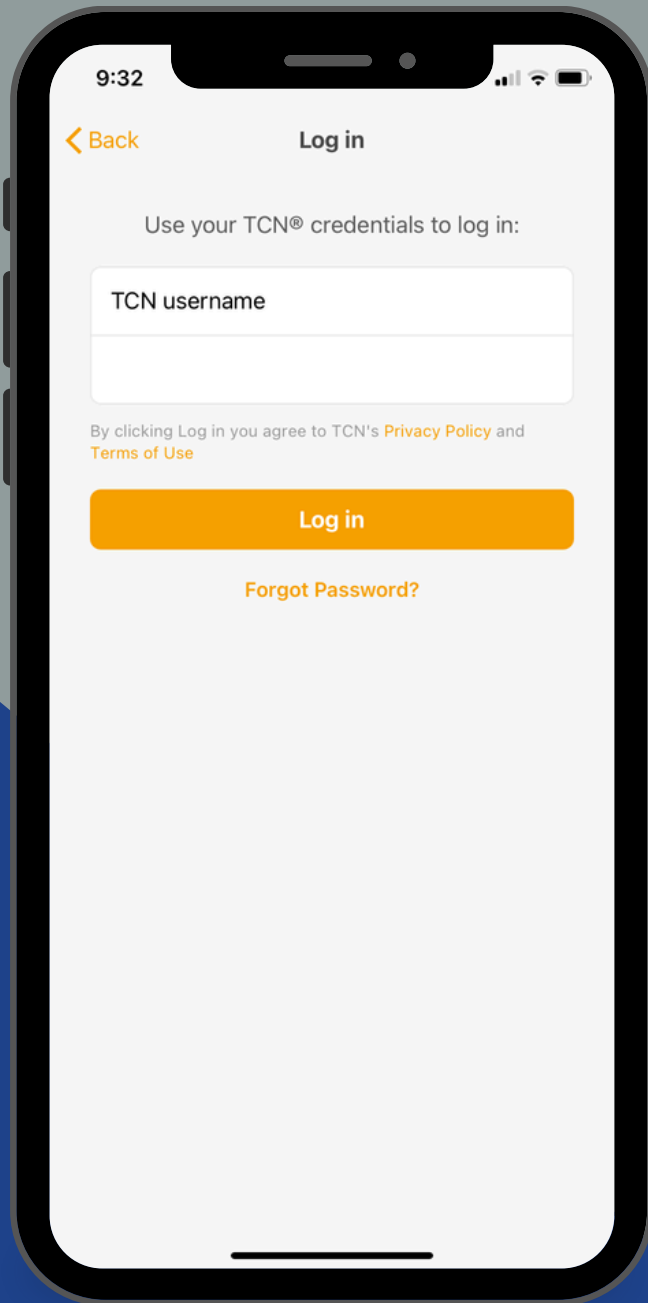 9:32
Back
Log in
Use your TCN® credentials to log in:
TCN username
By clicking Log in you agree to TCN's Privacy Policy and
Terms of Use
Log in
Forgot Password?